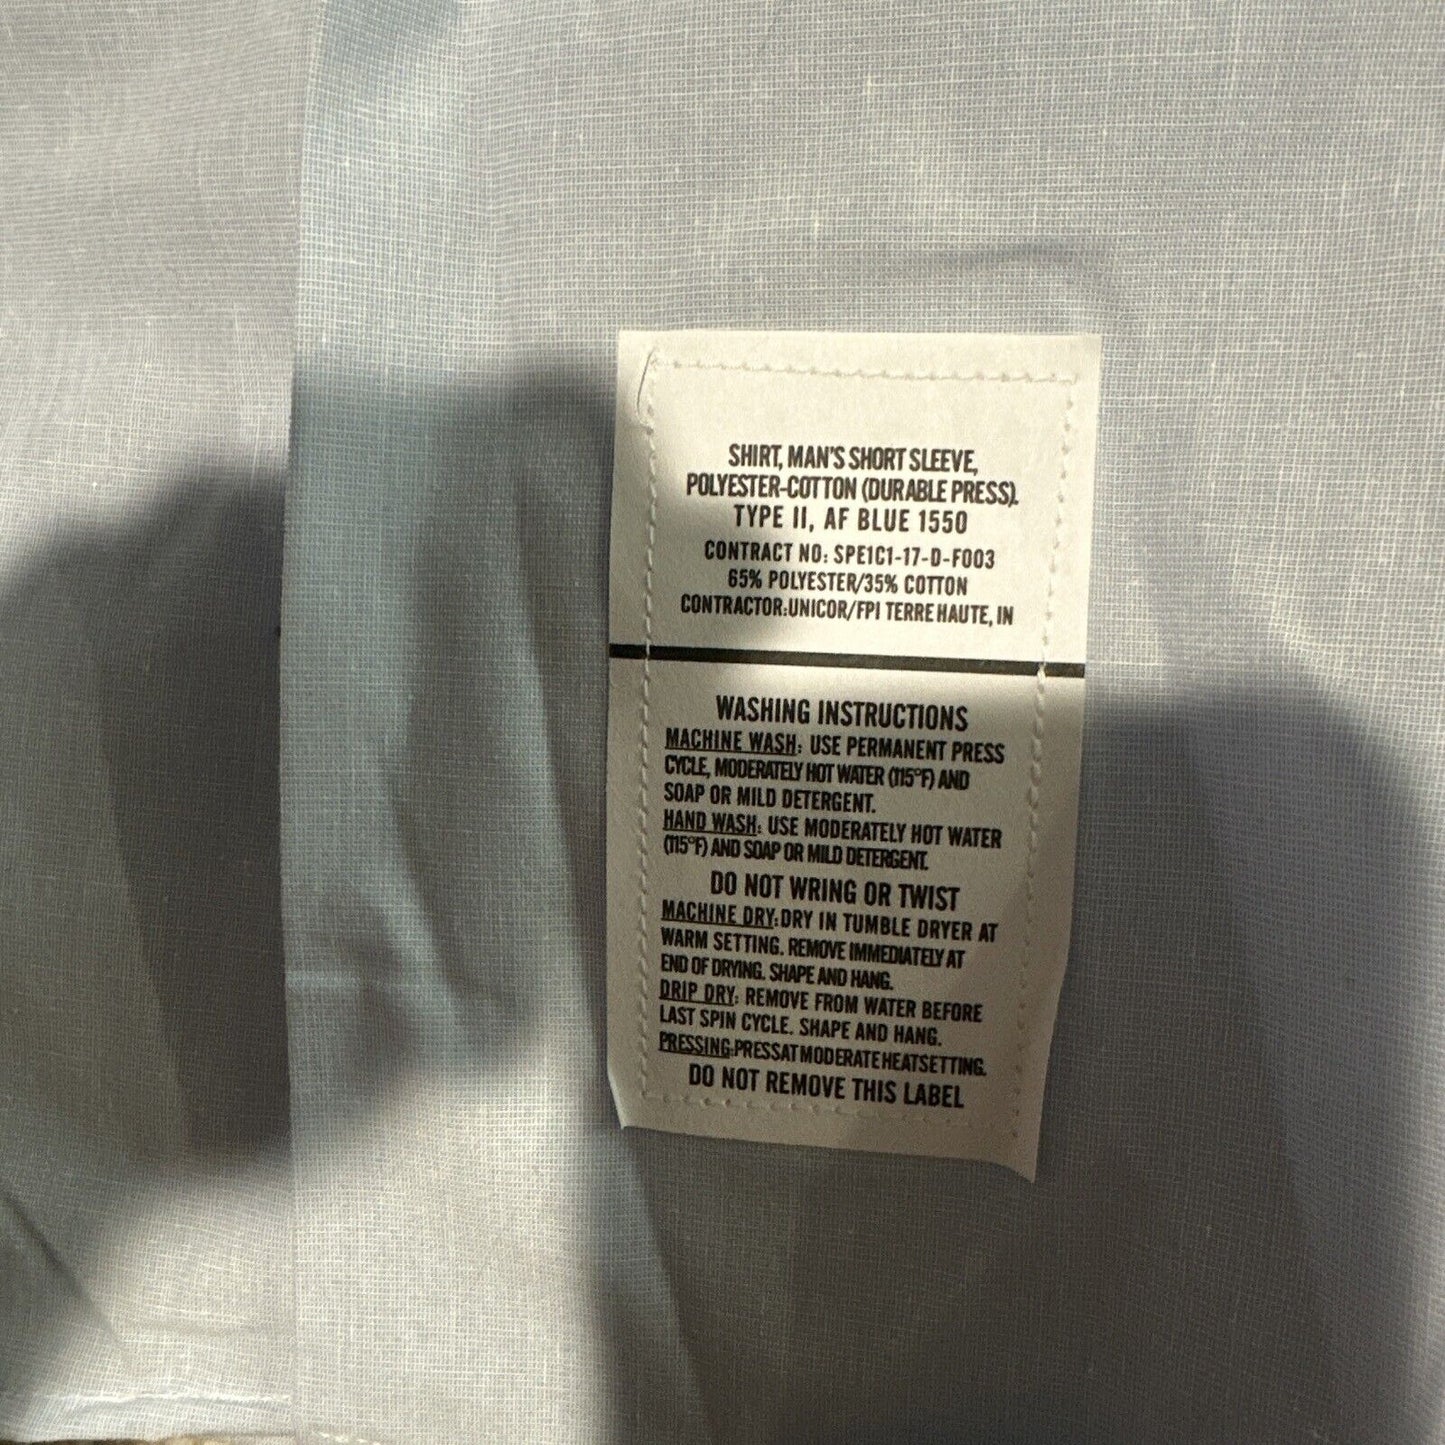 SHIRT, MAN'S SHORT SLEEVE,
POLYESTER-COTTON (DURABLE PRESS).
TYPE II, AF BLUE 1550
CONTRACT NO: SPE1C1-17-D-F003
65% POLYESTER/35% COTTON
CONTRACTOR:UNICOR/FPI TERRE HAUTE, IN
WASHING INSTRUCTIONS
MACHINE WASH: USE PERMANENT PRESS
CYCLE, MODERATELY HOT WATER (115°F) AND
SOAP OR MILD DETERGENT.
HAND WASH: USE MODERATELY HOT WATER
(115°F) AND SOAP OR MILD DETERGENT.
DO NOT WRING OR TWIST
MACHINE DRY:DRY IN TUMBLE DRYER AT
WARM SETTING. REMOVE IMMEDIATELY AT
END OF DRYING. SHAPE AND HANG.
DRIP DRY: REMOVE FROM WATER BEFORE
LAST SPIN CYCLE. SHAPE AND HANG.
PRESSING:PRESS AT MODERATE HEAT SETTING.
DO NOT REMOVE THIS LABEL